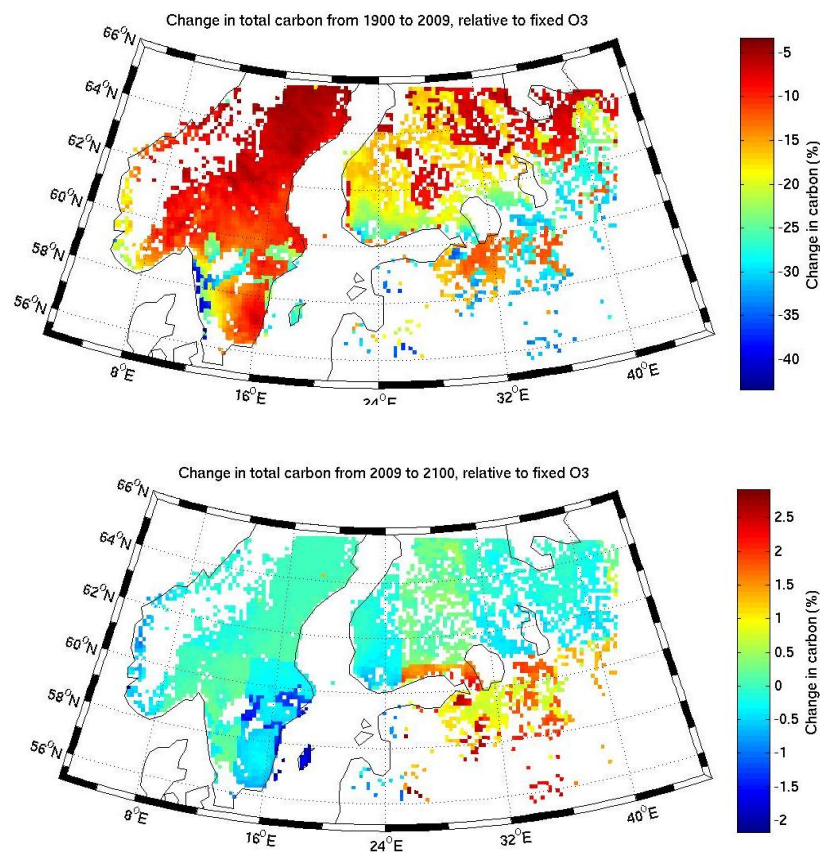 Change in total carbon from 1900 to 2009, relative to fixed O3
66°N
64°N
62°N
60°N
58°N
56°N
8°E
16°E
24°E
32°E
40°E
-5
-10
-15
-20
-25
-30
-35
-40
Change in carbon (%)
Change in total carbon from 2009 to 2100, relative to fixed O3
66°N
64°N
62°N
60°N
58°N
56°N
8°E
16°E
24°E
32°E
40°E
2.5
2
1.5
1
0.5
0
-0.5
-1
-1.5
-2
Change in carbon (%)